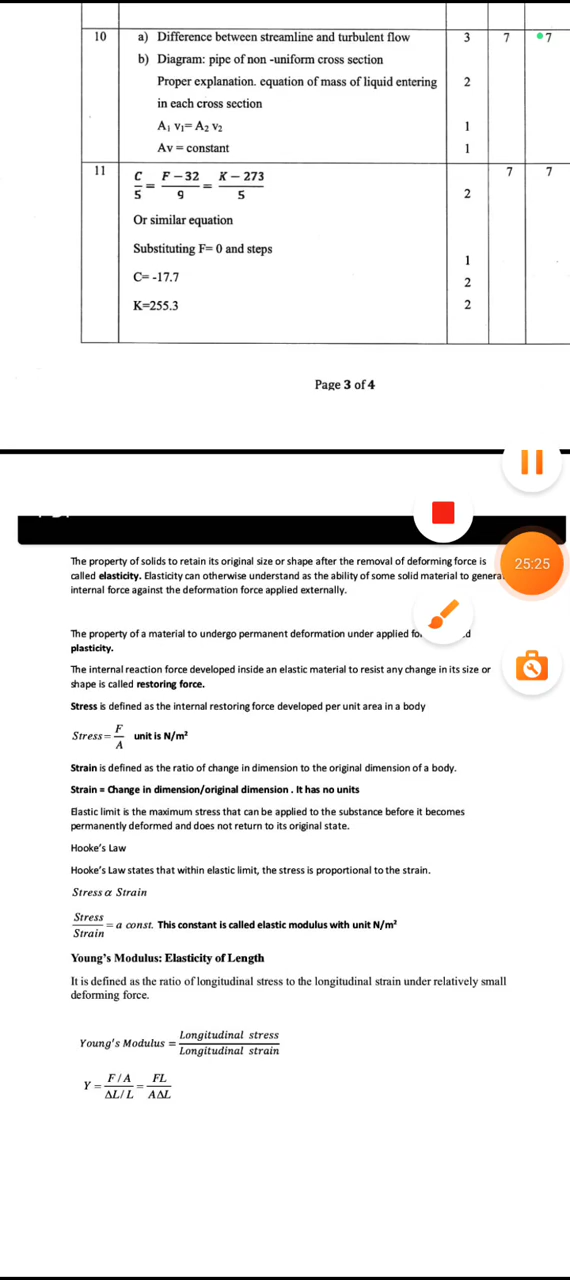 10 a) Difference between streamline and turbulent flow 3 7 7
b) Diagram: pipe of non -uniform cross section
Proper explanation. equation of mass of liquid entering 2
in each cross section
A₁ v₁= A₂ v₂ 1
Av = constant 1
11 C/5 = F − 32/9 = K − 273/5 2 7 7
Or similar equation
Substituting F= 0 and steps 1
C= -17.7 2
K=255.3 2
Page 3 of 4
25:25
The property of solids to retain its original size or shape after the removal of deforming force is
called elasticity. Elasticity can otherwise understand as the ability of some solid material to
internal force against the deformation force applied externally.
The property of a material to undergo permanent deformation under applied
plasticity.
The internal reaction force developed inside an elastic material to resist any change in its size or
shape is called restoring force.
Stress is defined as the internal restoring force developed per unit area in a body
Stress = F/A unit is N/m²
Strain is defined as the ratio of change in dimension to the original dimension of a body.
Strain = Change in dimension/original dimension . It has no units
Elastic limit is the maximum stress that can be applied to the substance before it becomes
permanently deformed and does not return to its original state.
Hooke's Law
Hooke's Law states that within elastic limit, the stress is proportional to the strain.
Stress α Strain
Stress/Strain = a const. This constant is called elastic modulus with unit N/m²
Young's Modulus: Elasticity of Length
It is defined as the ratio of longitudinal stress to the longitudinal strain under relatively small
deforming force.
Young's Modulus = Longitudinal stress/Longitudinal strain
Y = F/A / ΔL/L = FL/AΔL